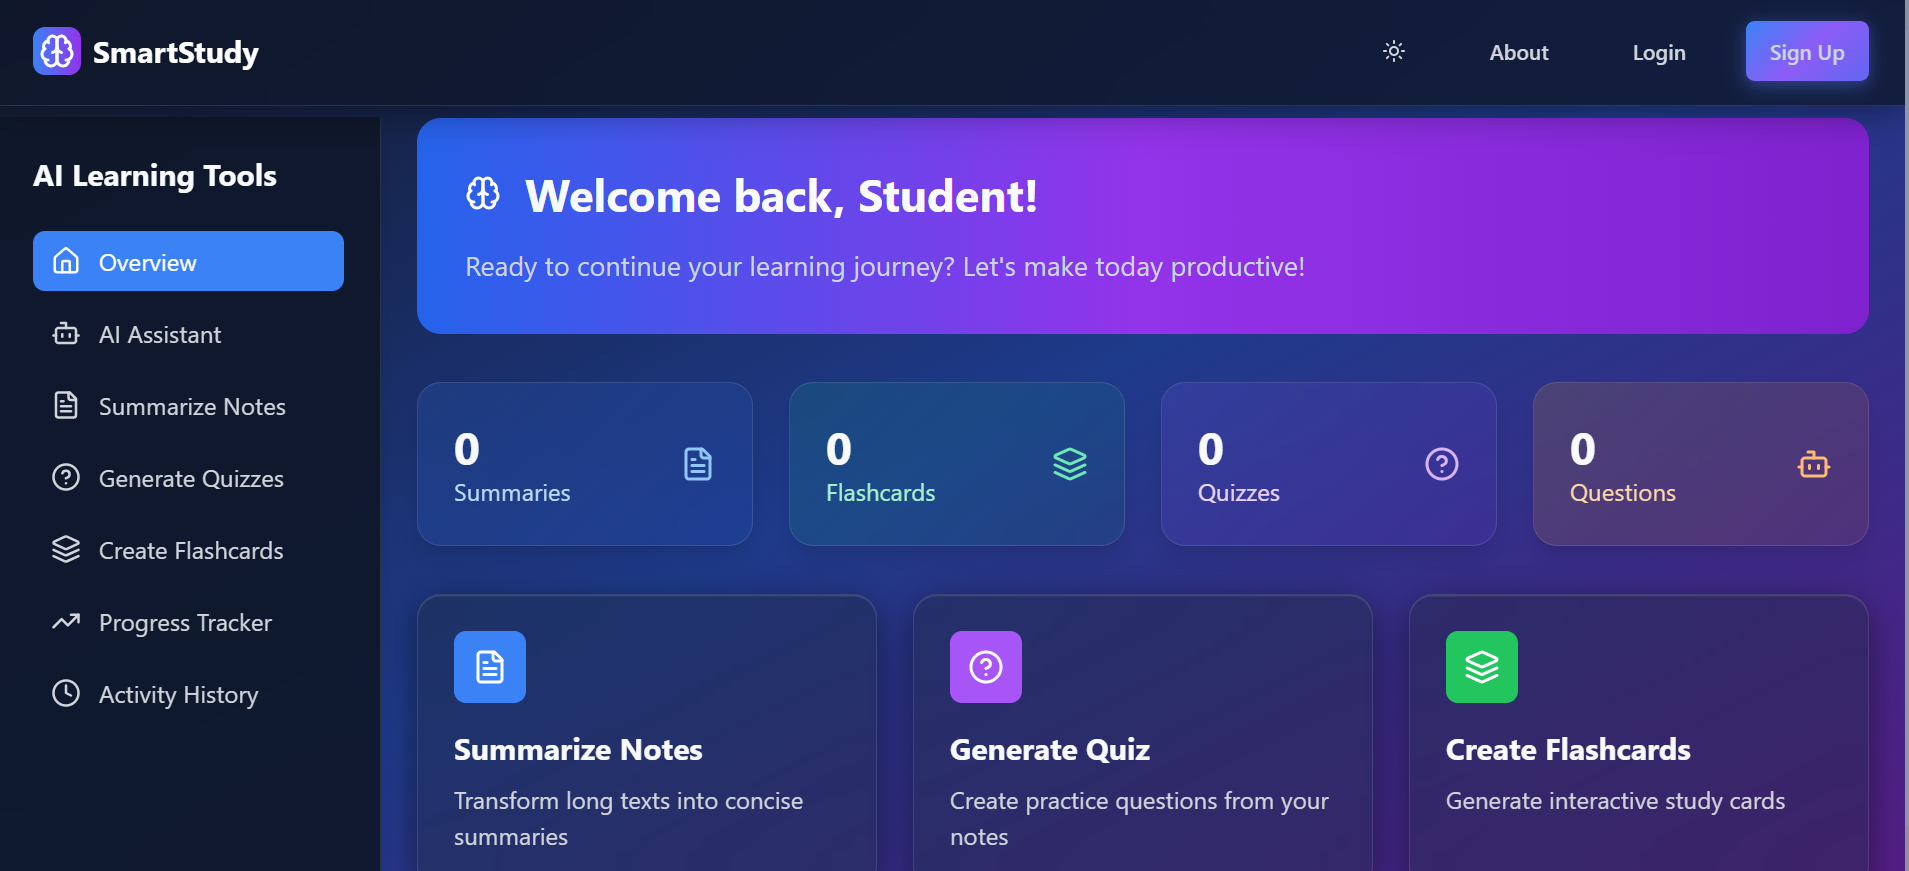 SmartStudy
About
Login
Sign Up
AI Learning Tools
Overview
AI Assistant
Summarize Notes
Generate Quizzes
Create Flashcards
Progress Tracker
Activity History
Welcome back, Student!
Ready to continue your learning journey? Let's make today productive!
0
Summaries
0
Flashcards
0
Quizzes
0
Questions
Summarize Notes
Transform long texts into concise
summaries
Generate Quiz
Create practice questions from your
notes
Create Flashcards
Generate interactive study cards